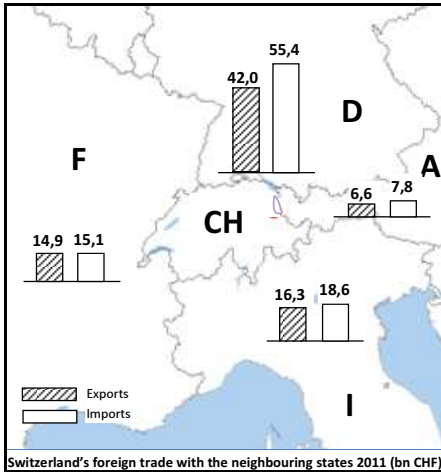 42,0 55,4
D
F
A
6,6 7,8
CH
14,9 15,1
16,3 18,6
Exports
Imports
I
Switzerland's foreign trade with the neighbouring states 2011 (bn CHF)